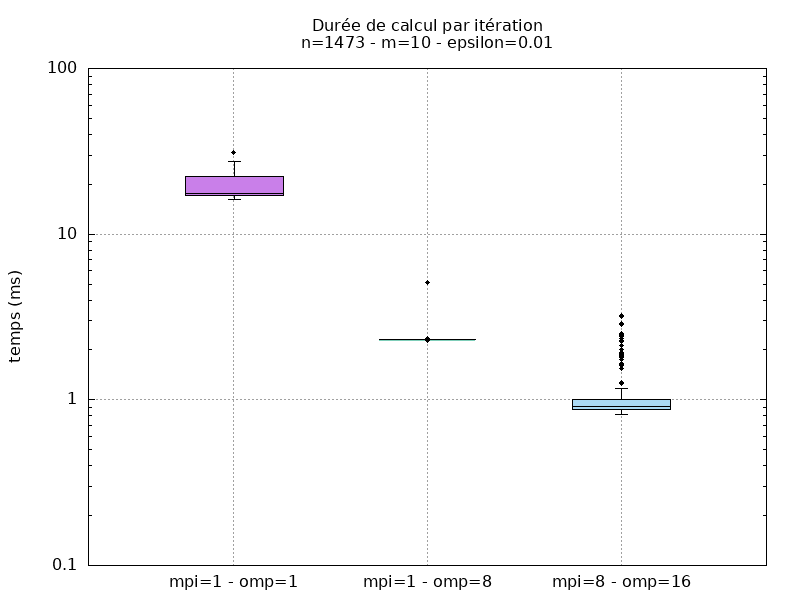 Durée de calcul par itération
n=1473 - m=10 - epsilon=0.01
100
10
1
0.1
temps (ms)
mpi=1 - omp=1
mpi=1 - omp=8
mpi=8 - omp=16